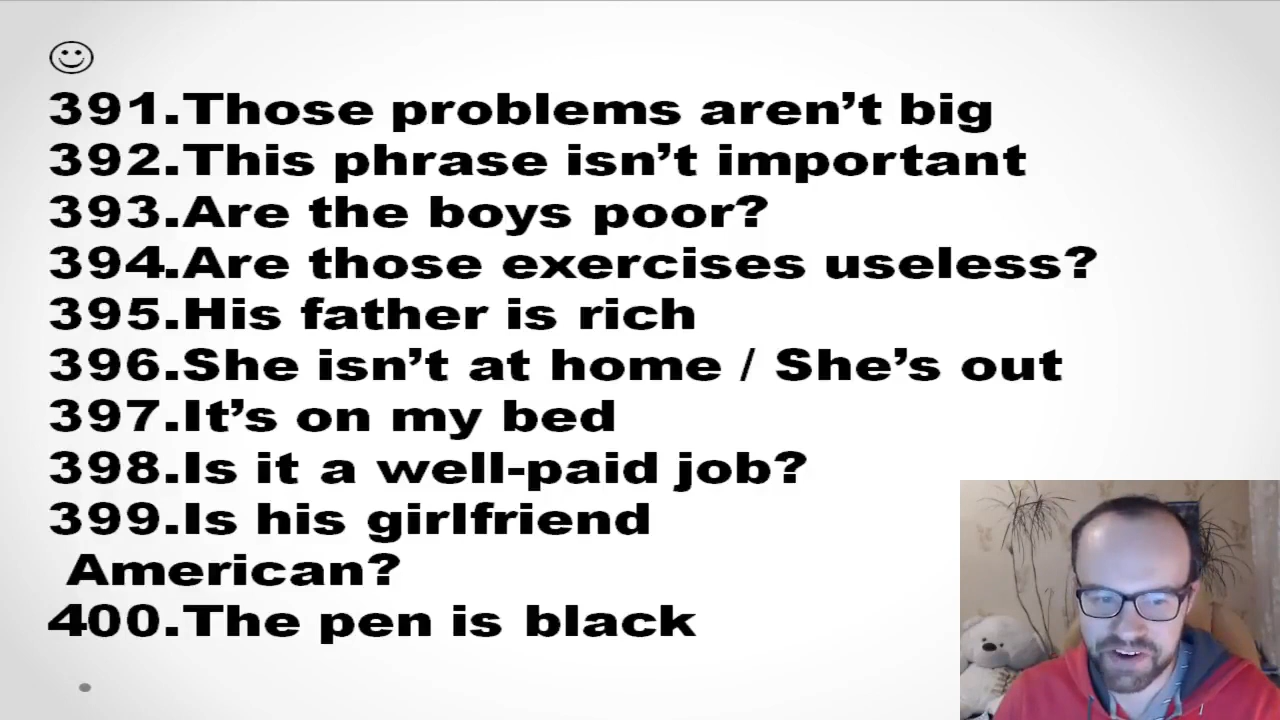 391.Those problems aren’t big
392.This phrase isn’t important
393.Are the boys poor?
394.Are those exercises useless?
395.His father is rich
396.She isn’t at home / She’s out
397.It’s on my bed
398.Is it a well-paid job?
399.Is his girlfriend
American?
400.The pen is black